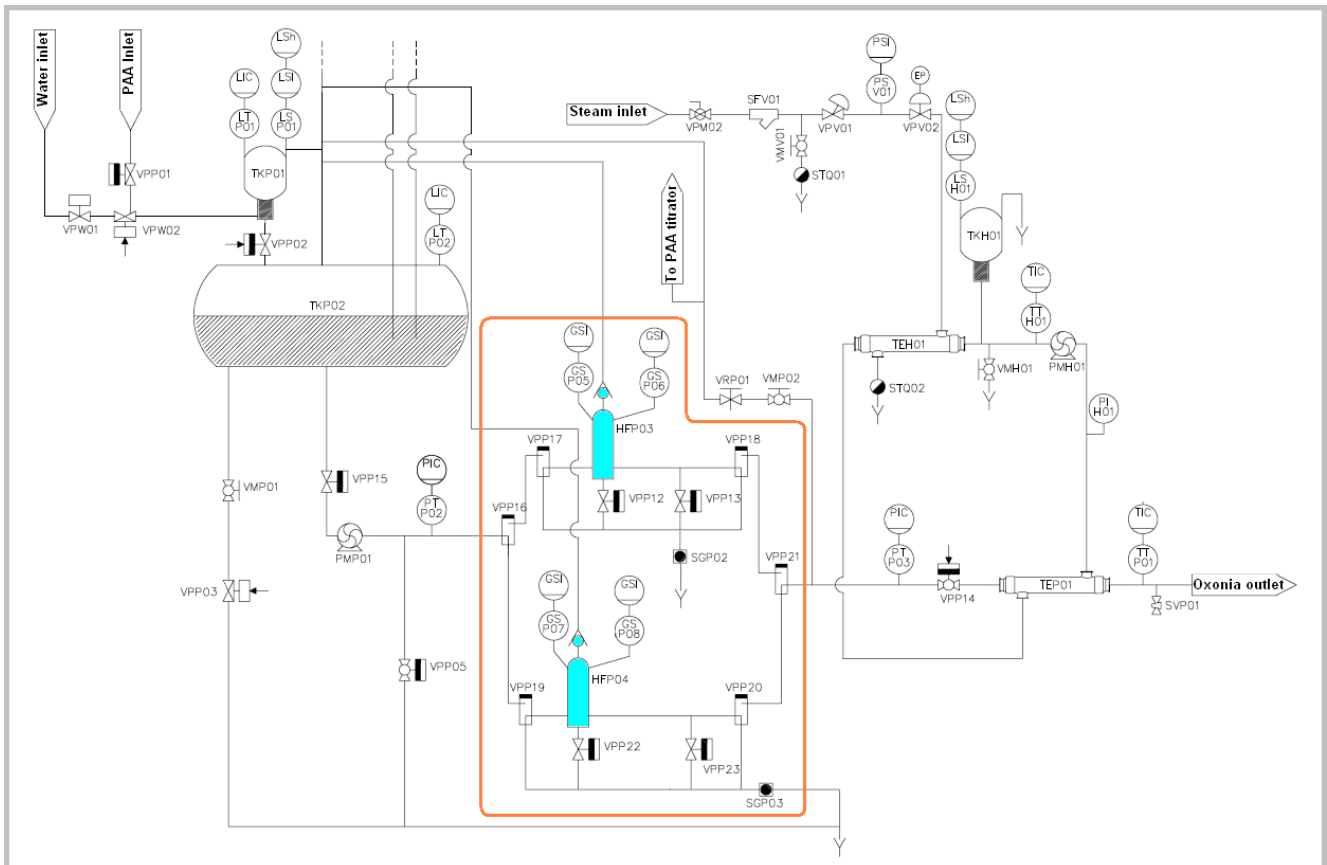 Water inlet
PAA Inlet
LSh
LIC
LSI
LT
P01
LS
P01
TKP01
VPP01
VPW01
VPW02
VPP02
LIC
LT
P02
TKP02
Steam inlet
VPM02
SFV01
VMV01
STQ01
VPV01
PSI
PS
V01
EP
VPV02
LSh
LSI
LS
H01
TKH01
To PAA titrator
TIC
TT
H01
TEH01
STQ02
VMH01
PMH01
PI
H01
GSI
GSI
GS
P05
GS
P06
HFP03
VRP01
VMP02
VPP17
VPP18
VPP12
VPP13
VPP16
SGP02
VPP21
VMP01
VPP15
PIC
PT
P02
PMP01
VPP03
VPP05
GSI
GSI
GS
P07
GS
P08
HFP04
VPP19
VPP20
VPP22
VPP23
SGP03
PIC
PT
P03
VPP14
TEP01
TIC
TT
P01
SVP01
Oxonia outlet